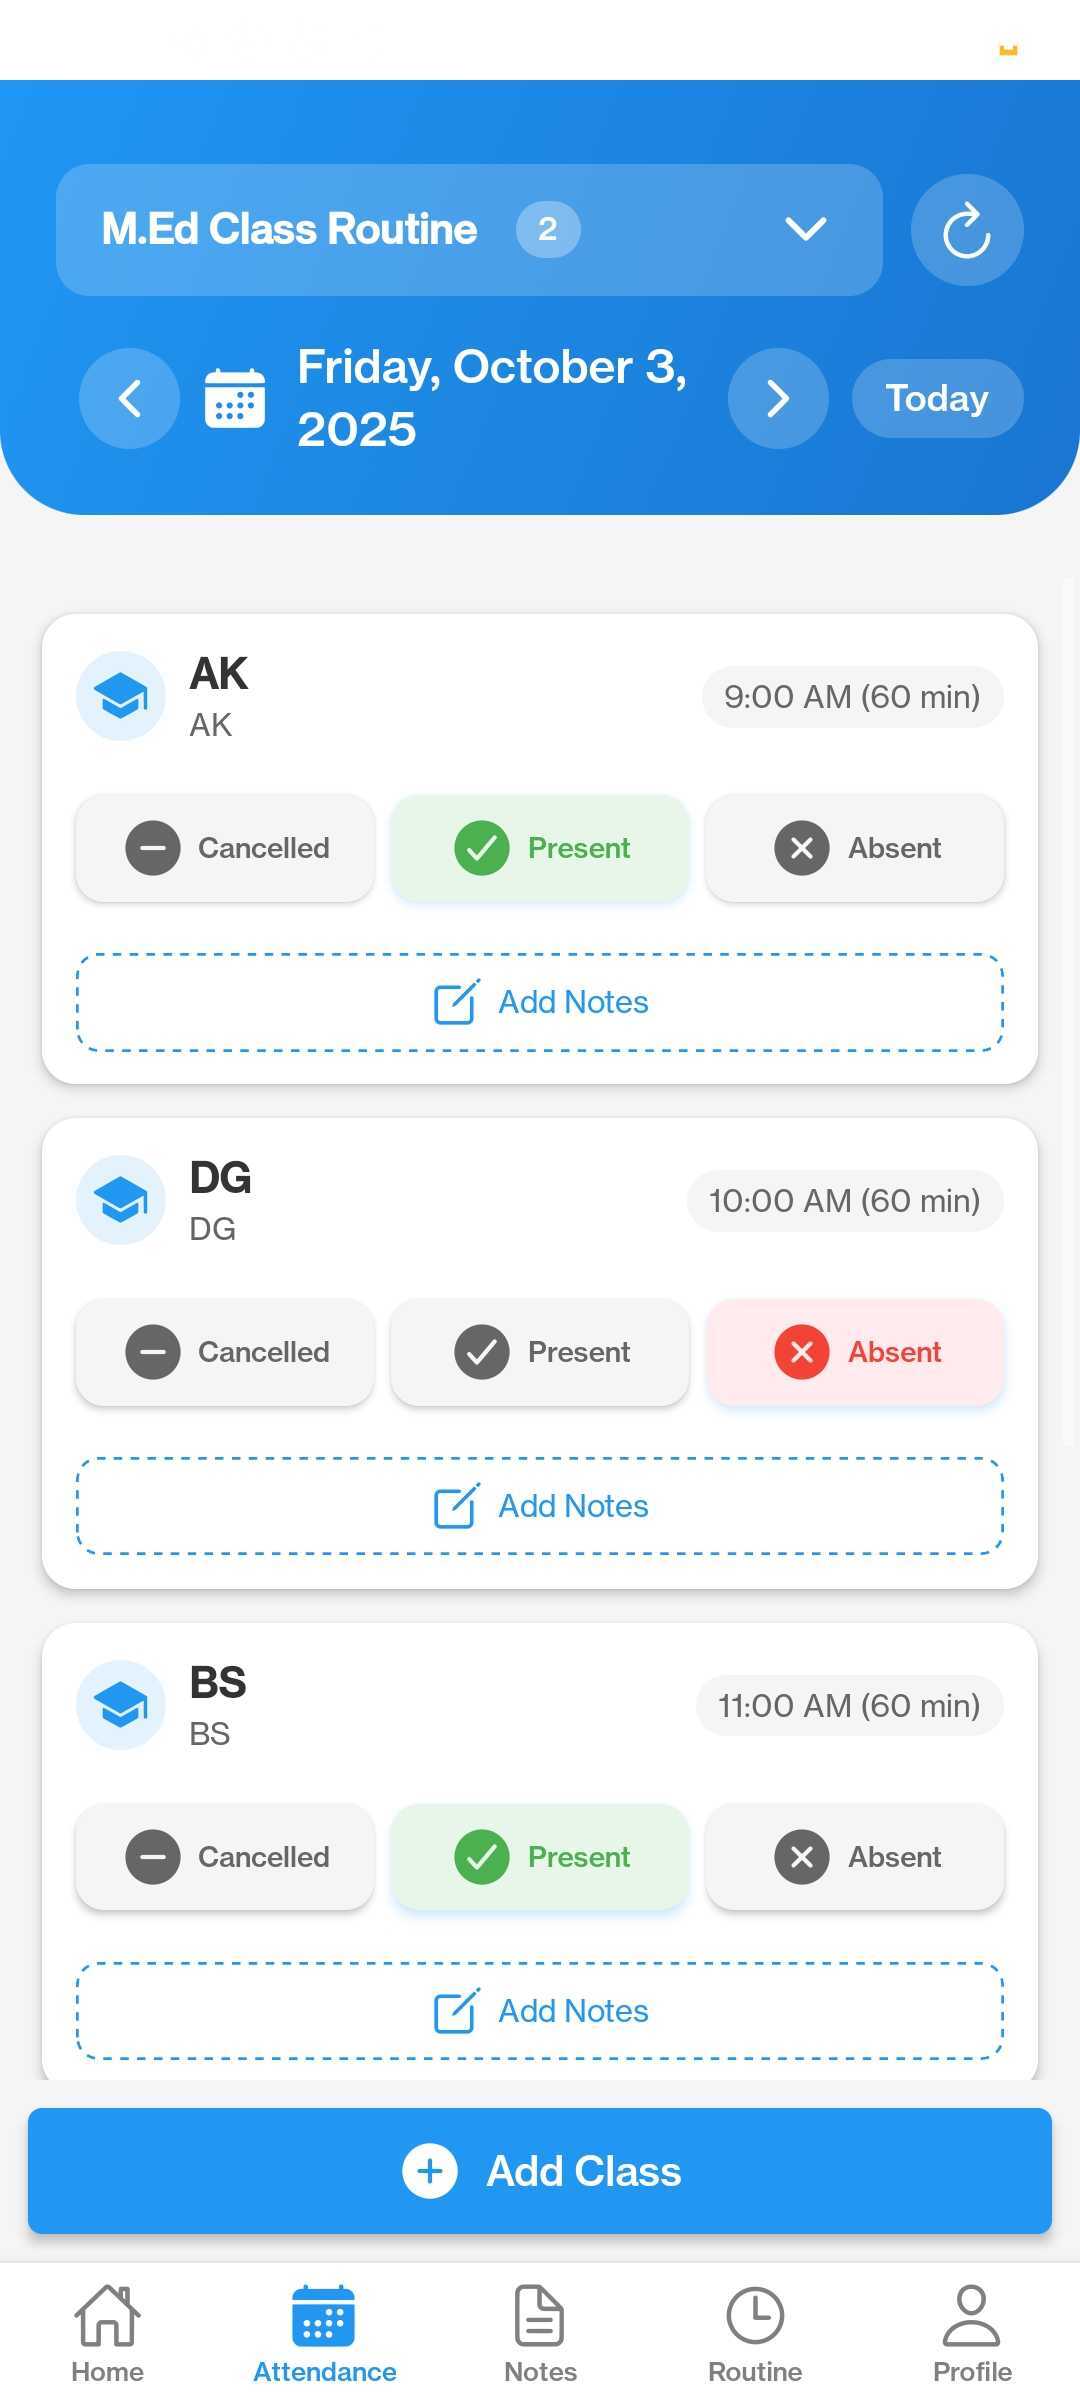 M.Ed Class Routine 2
Friday, October 3,
2025
Today
AK
AK
9:00 AM (60 min)
Cancelled Present Absent
Add Notes
DG
DG
10:00 AM (60 min)
Cancelled Present Absent
Add Notes
BS
BS
11:00 AM (60 min)
Cancelled Present Absent
Add Notes
Add Class
Home Attendance Notes Routine Profile